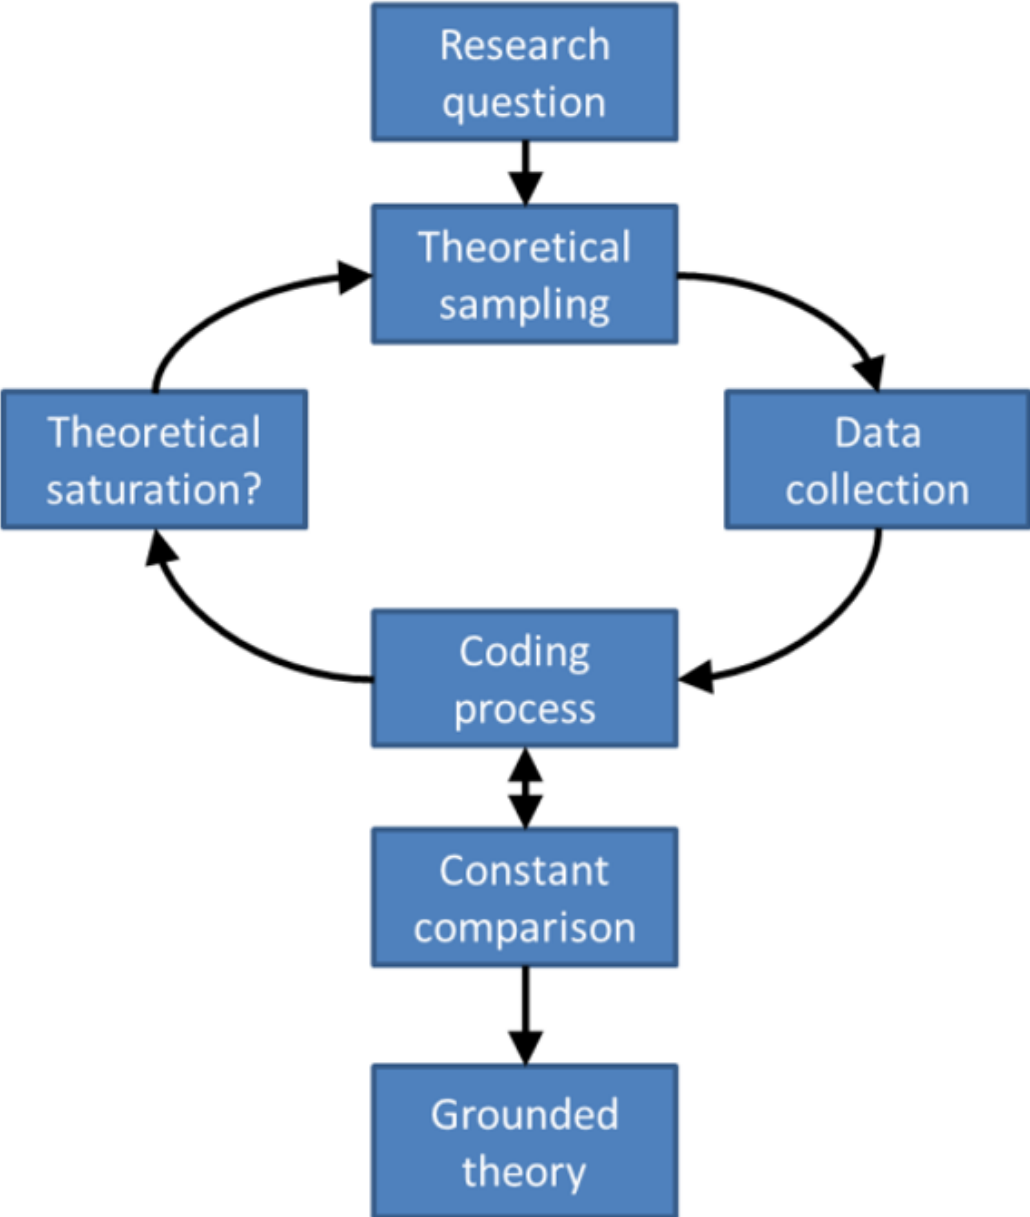 Research
question
Theoretical
sampling
Theoretical
saturation?
Data
collection
Coding
process
Constant
comparison
Grounded
theory